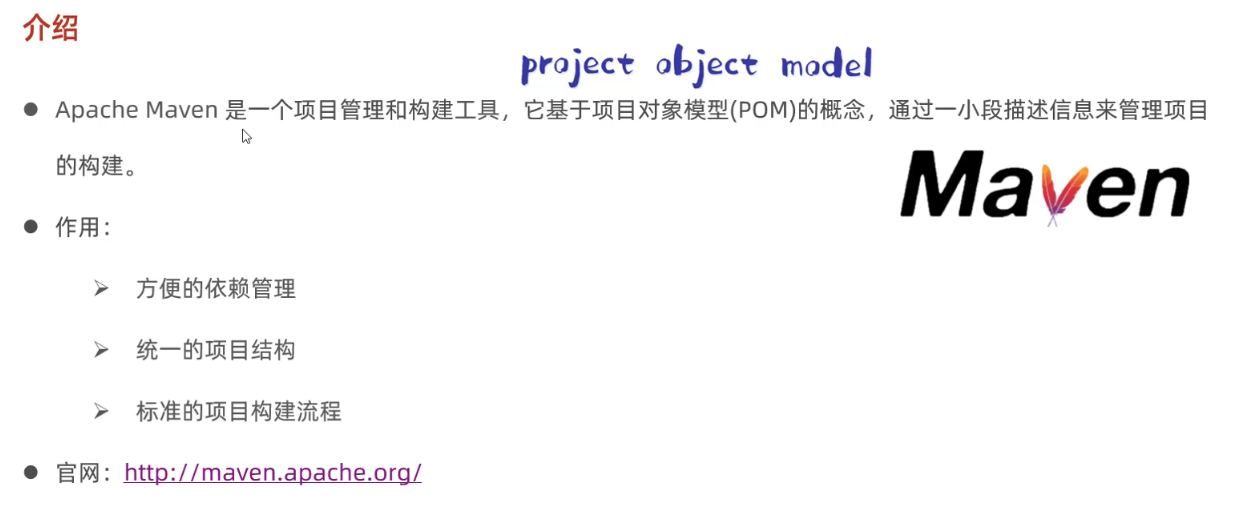 介绍
project object model
● Apache Maven 是一个项目管理和构建工具，它基于项目对象模型(POM)的概念，通过一小段描述信息来管理项目
的构建。
Maven
● 作用：
➢ 方便的依赖管理
➢ 统一的项目结构
➢ 标准的项目构建流程
● 官网：http://maven.apache.org/